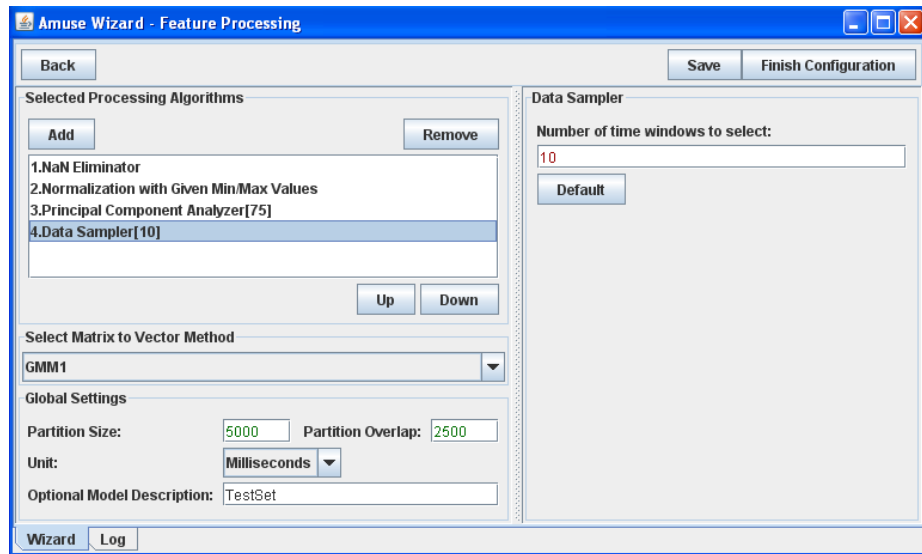 Amuse Wizard - Feature Processing
Back
Save
Finish Configuration
Selected Processing Algorithms
Add
Remove
1.NaN Eliminator
2.Normalization with Given Min/Max Values
3.Principal Component Analyzer[75]
4.Data Sampler[10]
Up
Down
Select Matrix to Vector Method
GMM1
Global Settings
Partition Size: 5000 Partition Overlap: 2500
Unit: Milliseconds
Optional Model Description: TestSet
Data Sampler
Number of time windows to select:
10
Default
Wizard
Log